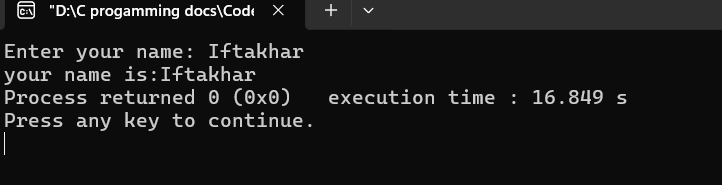 "D:\C progamming docs\Code
Enter your name: Iftakhar
your name is:Iftakhar
Process returned 0 (0x0)   execution time : 16.849 s
Press any key to continue.